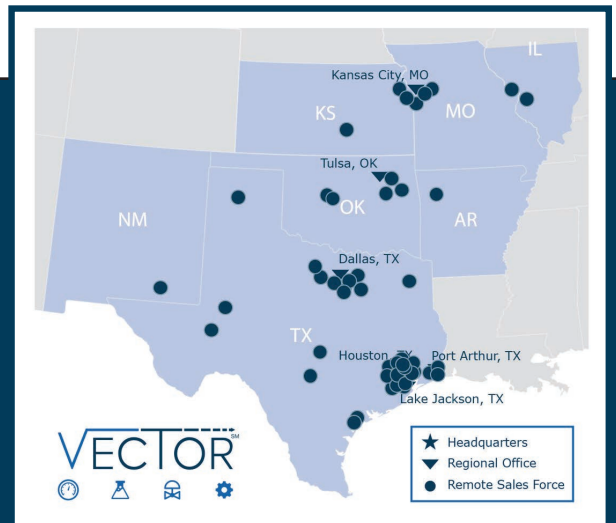 IL
Kansas City, MO
KS
MO
Tulsa, OK
NM
OK
AR
Dallas, TX
TX
Houston, TX
Port Arthur, TX
Lake Jackson, TX
VECTOR SM
Headquarters
Regional Office
Remote Sales Force